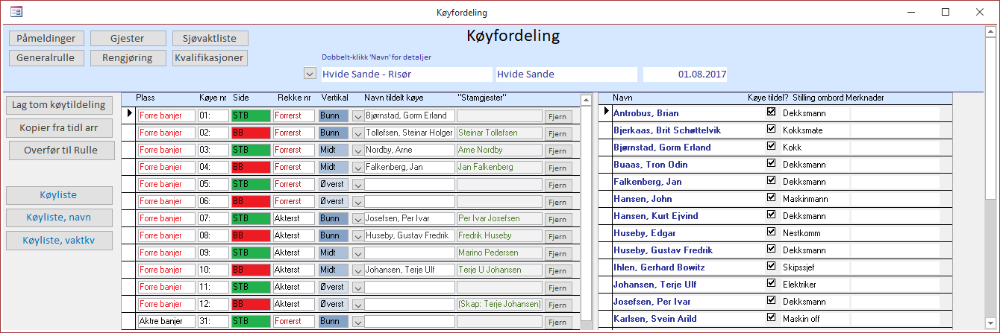 Køyfordeling
Påmeldinger Gjester Sjøvaktliste
Køyfordeling
Generalrulle Rengjøring Kvalifikasjoner
Dobbelt-klikk 'Navn' for detaljer
Hvide Sande - Risør Hvide Sande 01.08.2017
Lag tom køytildeling
Kopier fra tidl arr
Overfør til Rulle
Køyliste
Køyliste, navn
Køyliste, vaktkv
Plass Køye nr Side Rekke nr Vertikal Navn tildelt køye "Stamgjester"
Forre banjer 01: STB Forrerst Bunn Bjørnstad, Gorm Erland Fjern
Forre banjer 02: BB Forrerst Bunn Tollefsen, Steinar Holger Steinar Tollefsen Fjern
Forre banjer 03: STB Forrerst Midt Nordby, Arne Arne Nordby Fjern
Forre banjer 04: BB Forrerst Midt Falkenberg, Jan Jan Falkenberg Fjern
Forre banjer 05: STB Forrerst Øverst Fjern
Forre banjer 06: BB Forrerst Øverst Fjern
Forre banjer 07: STB Akterst Bunn Josefsen, Per Ivar Per Ivar Josefsen Fjern
Forre banjer 08: BB Akterst Bunn Huseby, Gustav Fredrik Fredrik Huseby Fjern
Forre banjer 09: STB Akterst Midt Marino Pedersen Fjern
Forre banjer 10: BB Akterst Midt Johansen, Terje Ulf Terje U Johansen Fjern
Forre banjer 11: STB Akterst Øverst Fjern
Forre banjer 12: BB Akterst Øverst (Skap: Terje Johansen) Fjern
Aktre banjer 31: STB Forrerst Bunn Fjern
Navn Køye tildel? Stilling ombord Merknader
Antrobus, Brian Dekksmann
Bjerkaas, Brit Schøttelvik Kokksmate
Bjørnstad, Gorm Erland Kokk
Buaas, Tron Odin Dekksmann
Falkenberg, Jan Dekksmann
Hansen, John Maskinmann
Hansen, Kurt Ejvind Dekksmann
Huseby, Edgar Nestkomm
Huseby, Gustav Fredrik Dekksmann
Ihlen, Gerhard Bowitz Skipssjef
Johansen, Terje Ulf Elektriker
Josefsen, Per Ivar Dekksmann
Karlsen, Svein Arild Maskin off